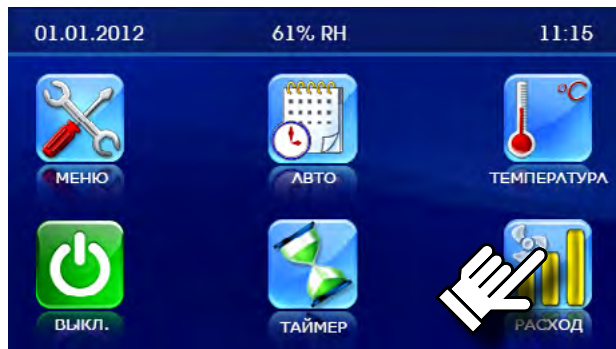 01.01.2012 61% RH 11:15
МЕНЮ АВТО °C ТЕМПЕРАТУРА
ВЫКЛ. ТАЙМЕР РАСХОД